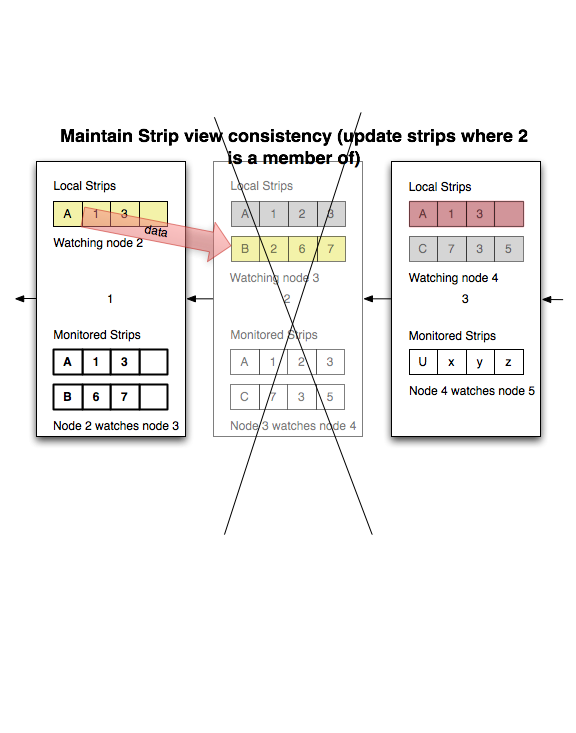 Maintain Strip view consistency (update strips where 2
is a member of)
Local Strips
A 1 3
data
Watching node 2
1
Monitored Strips
A 1 3
B 6 7
Node 2 watches node 3
Local Strips
A 1 2 3
B 2 6 7
Watching node 3
2
Monitored Strips
A 1 2 3
C 7 3 5
Node 3 watches node 4
Local Strips
A 1 3
C 7 3 5
Watching node 4
3
Monitored Strips
U x y z
Node 4 watches node 5